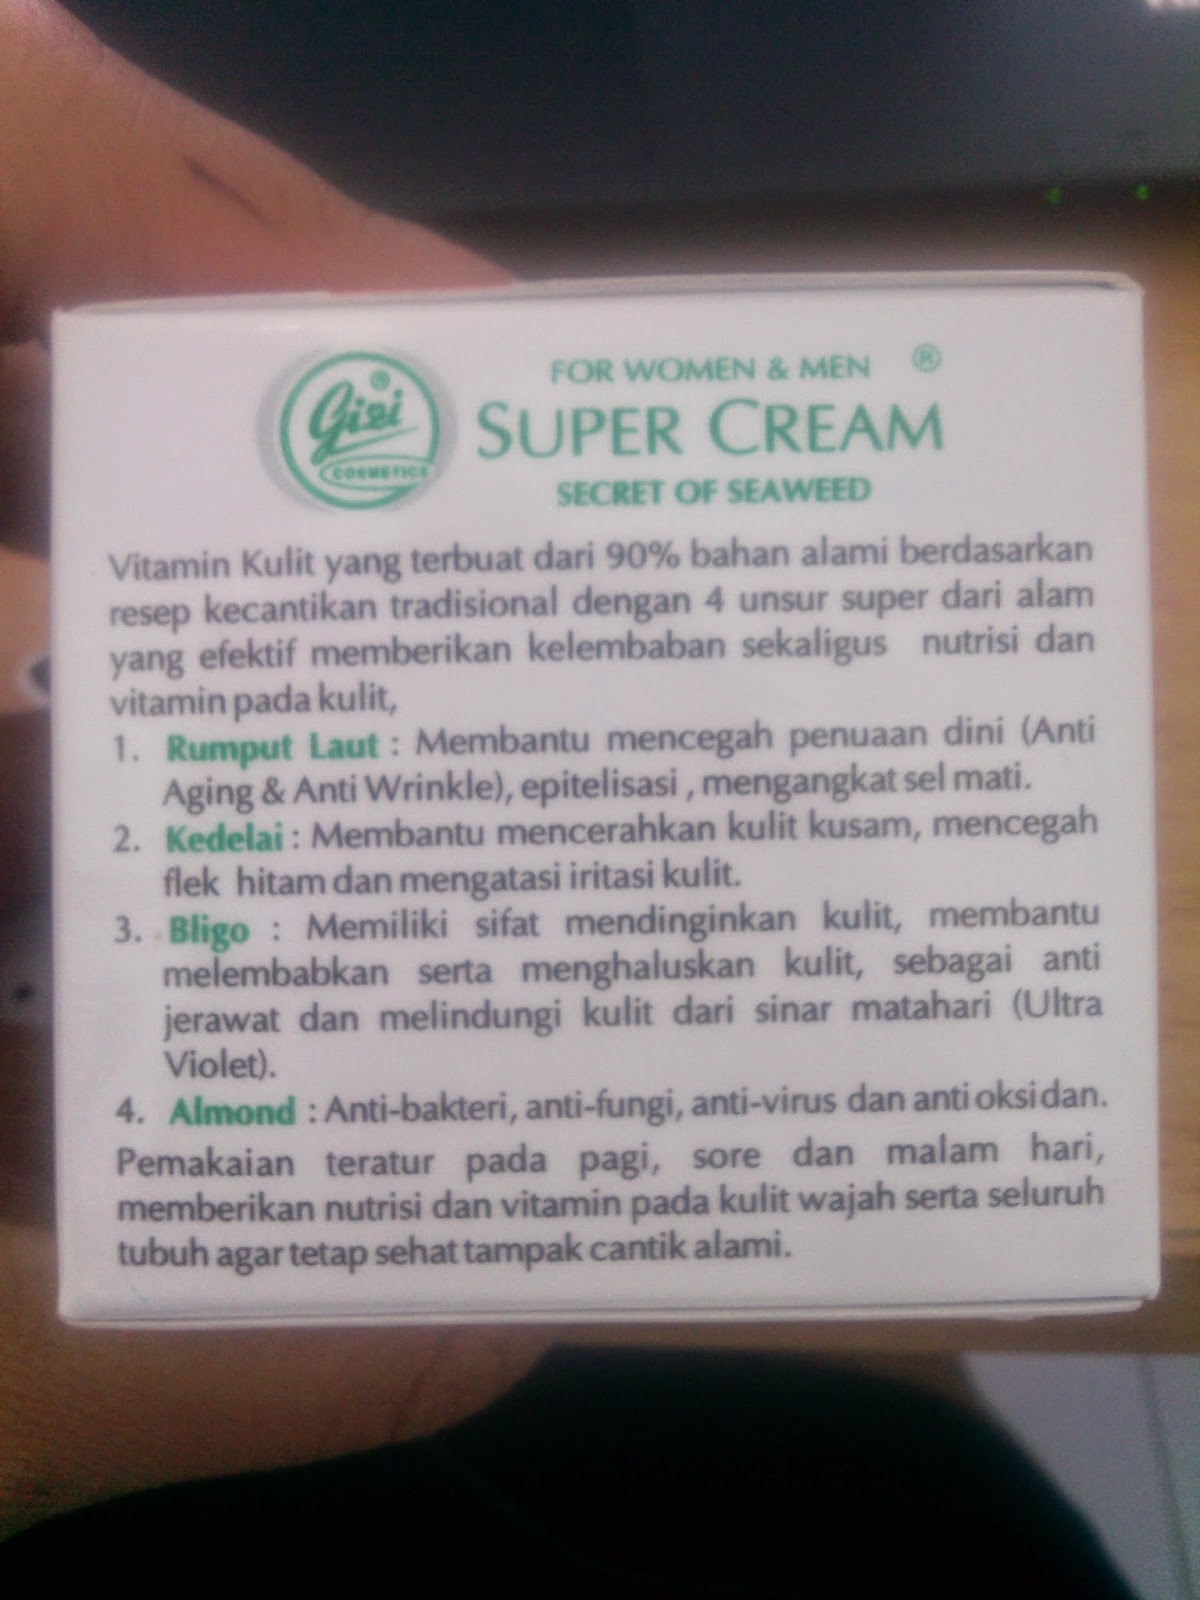 gizi ®
COSMETICS
FOR WOMEN & MEN ®
SUPER CREAM
SECRET OF SEAWEED
Vitamin Kulit yang terbuat dari 90% bahan alami berdasarkan
resep kecantikan tradisional dengan 4 unsur super dari alam
yang efektif memberikan kelembaban sekaligus nutrisi dan
vitamin pada kulit,
1. Rumput Laut : Membantu mencegah penuaan dini (Anti
Aging & Anti Wrinkle), epitelisasi , mengangkat sel mati.
2. Kedelai : Membantu mencerahkan kulit kusam, mencegah
flek hitam dan mengatasi iritasi kulit.
3. Bligo : Memiliki sifat mendinginkan kulit, membantu
melembabkan serta menghaluskan kulit, sebagai anti
jerawat dan melindungi kulit dari sinar matahari (Ultra
Violet).
4. Almond : Anti-bakteri, anti-fungi, anti-virus dan anti oksidan.
Pemakaian teratur pada pagi, sore dan malam hari,
memberikan nutrisi dan vitamin pada kulit wajah serta seluruh
tubuh agar tetap sehat tampak cantik alami.